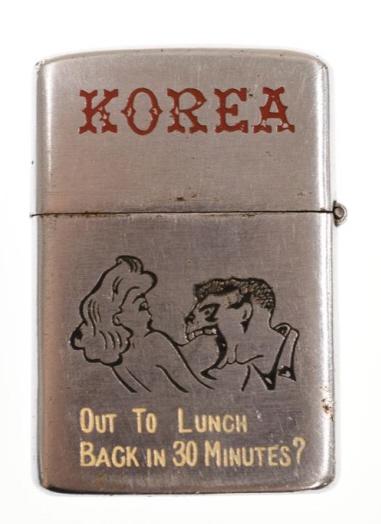 KOREA
OUT TO LUNCH
BACK IN 30 MINUTES?